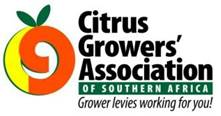 Citrus
Growers'
Association
OF SOUTHERN AFRICA
Grower levies working for you!